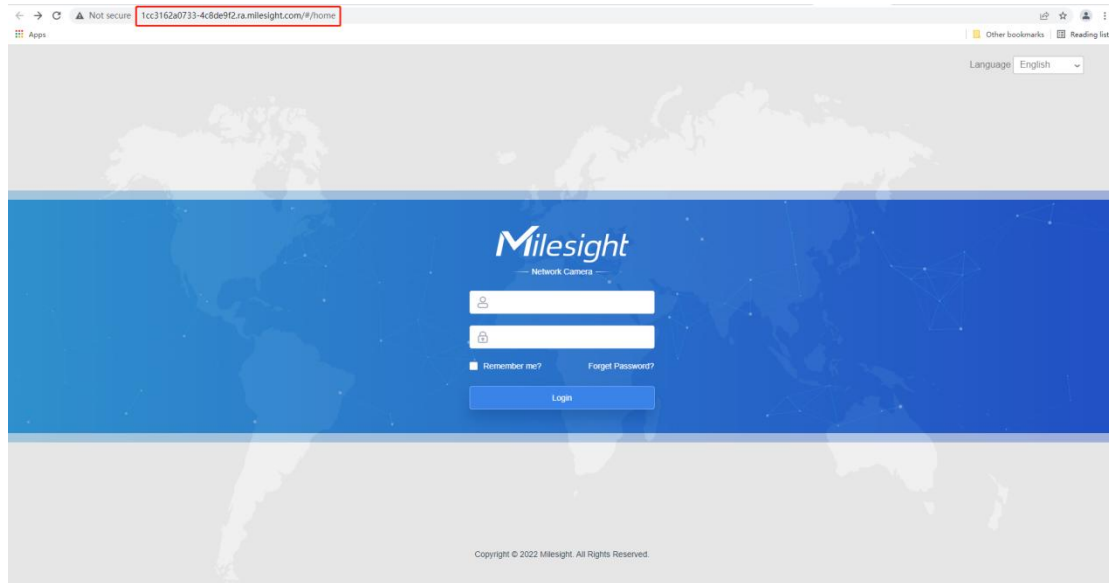 Not secure 1cc3162a0733-4c8de9f2.ra.milesight.com/#/home
Apps Other bookmarks Reading list
Language English
Milesight
Network Camera
Remember me? Forget Password?
Login
Copyright © 2022 Milesight. All Rights Reserved.